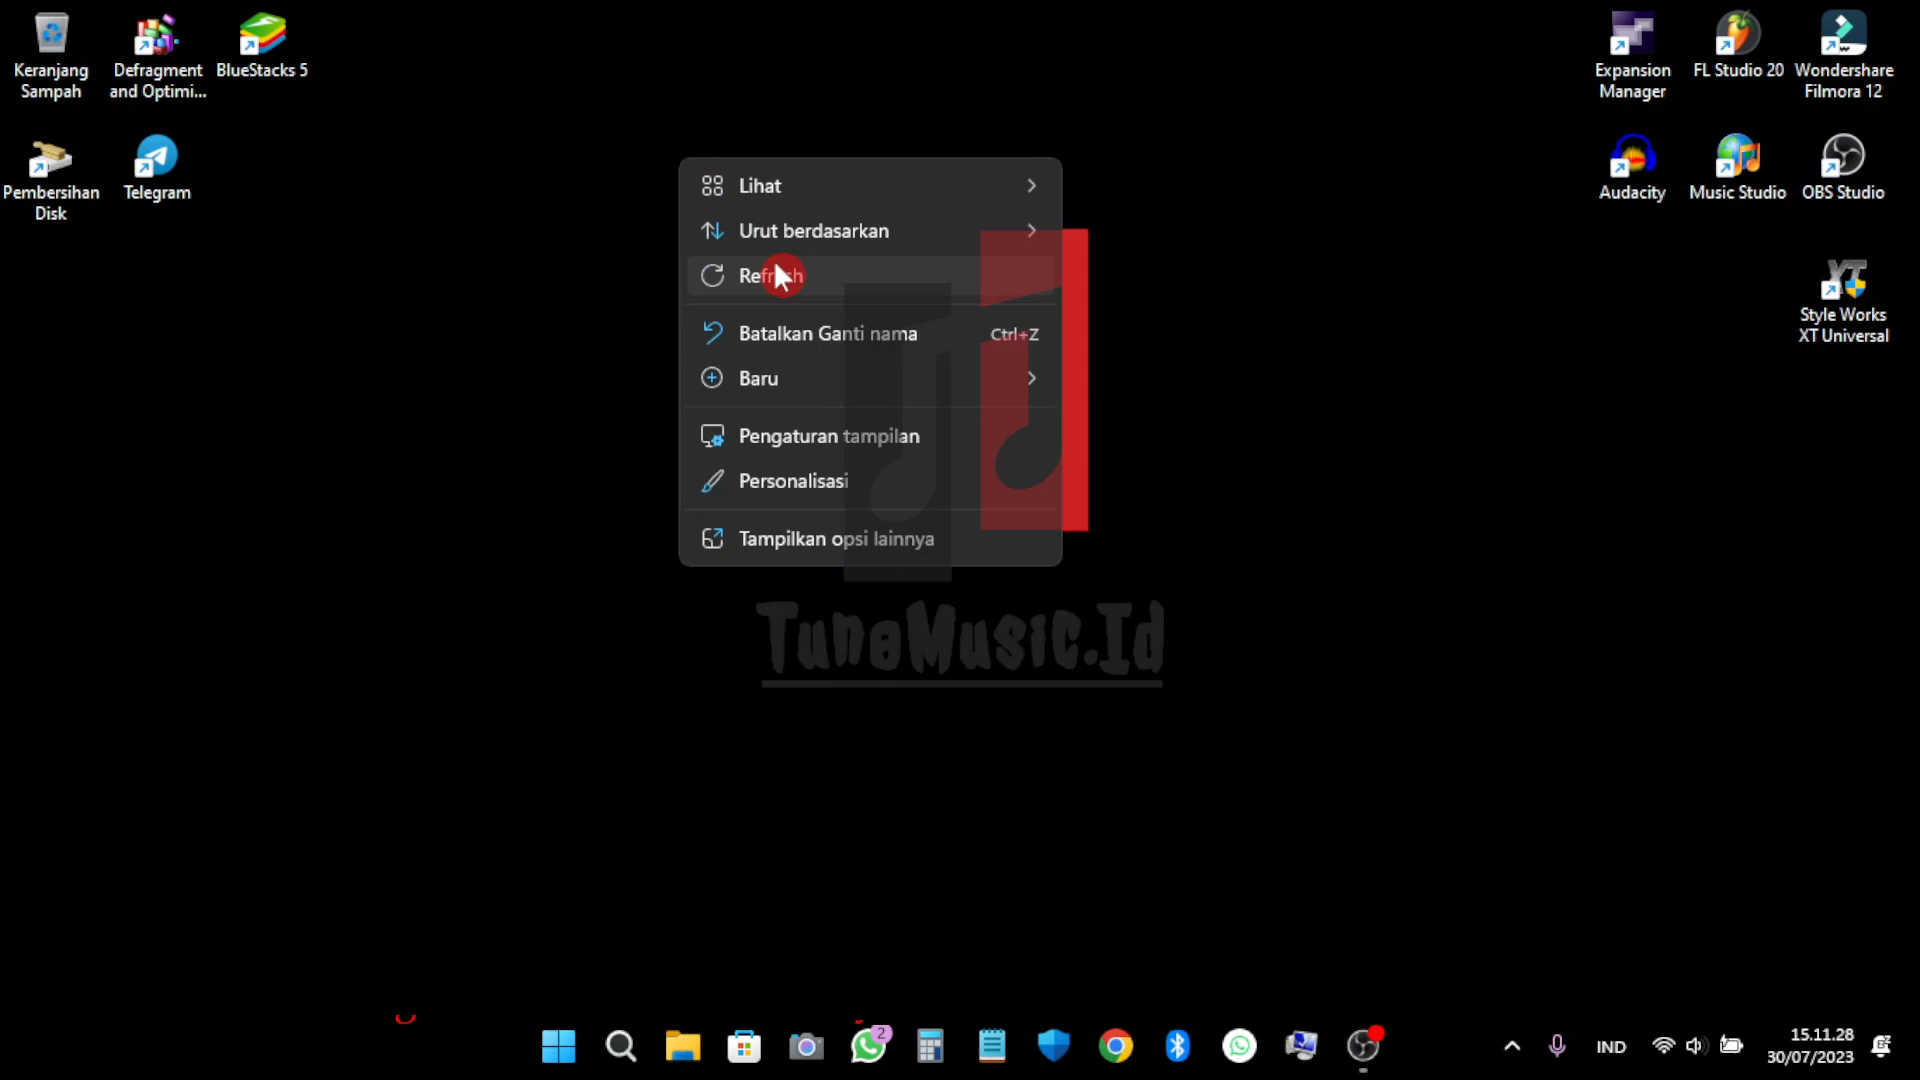 Keranjang
Sampah
Defragment
and Optimi...
BlueStacks 5
Pembersihan
Disk
Telegram
Expansion
Manager
FL Studio 20
Wondershare
Filmora 12
Audacity
Music Studio
OBS Studio
Style Works
XT Universal
Lihat
Urut berdasarkan
Refresh
Batalkan Ganti nama Ctrl+Z
Baru
Pengaturan tampilan
Personalisasi
Tampilkan opsi lainnya
TuneMusic.Id
2
IND
15.11.28
30/07/2023